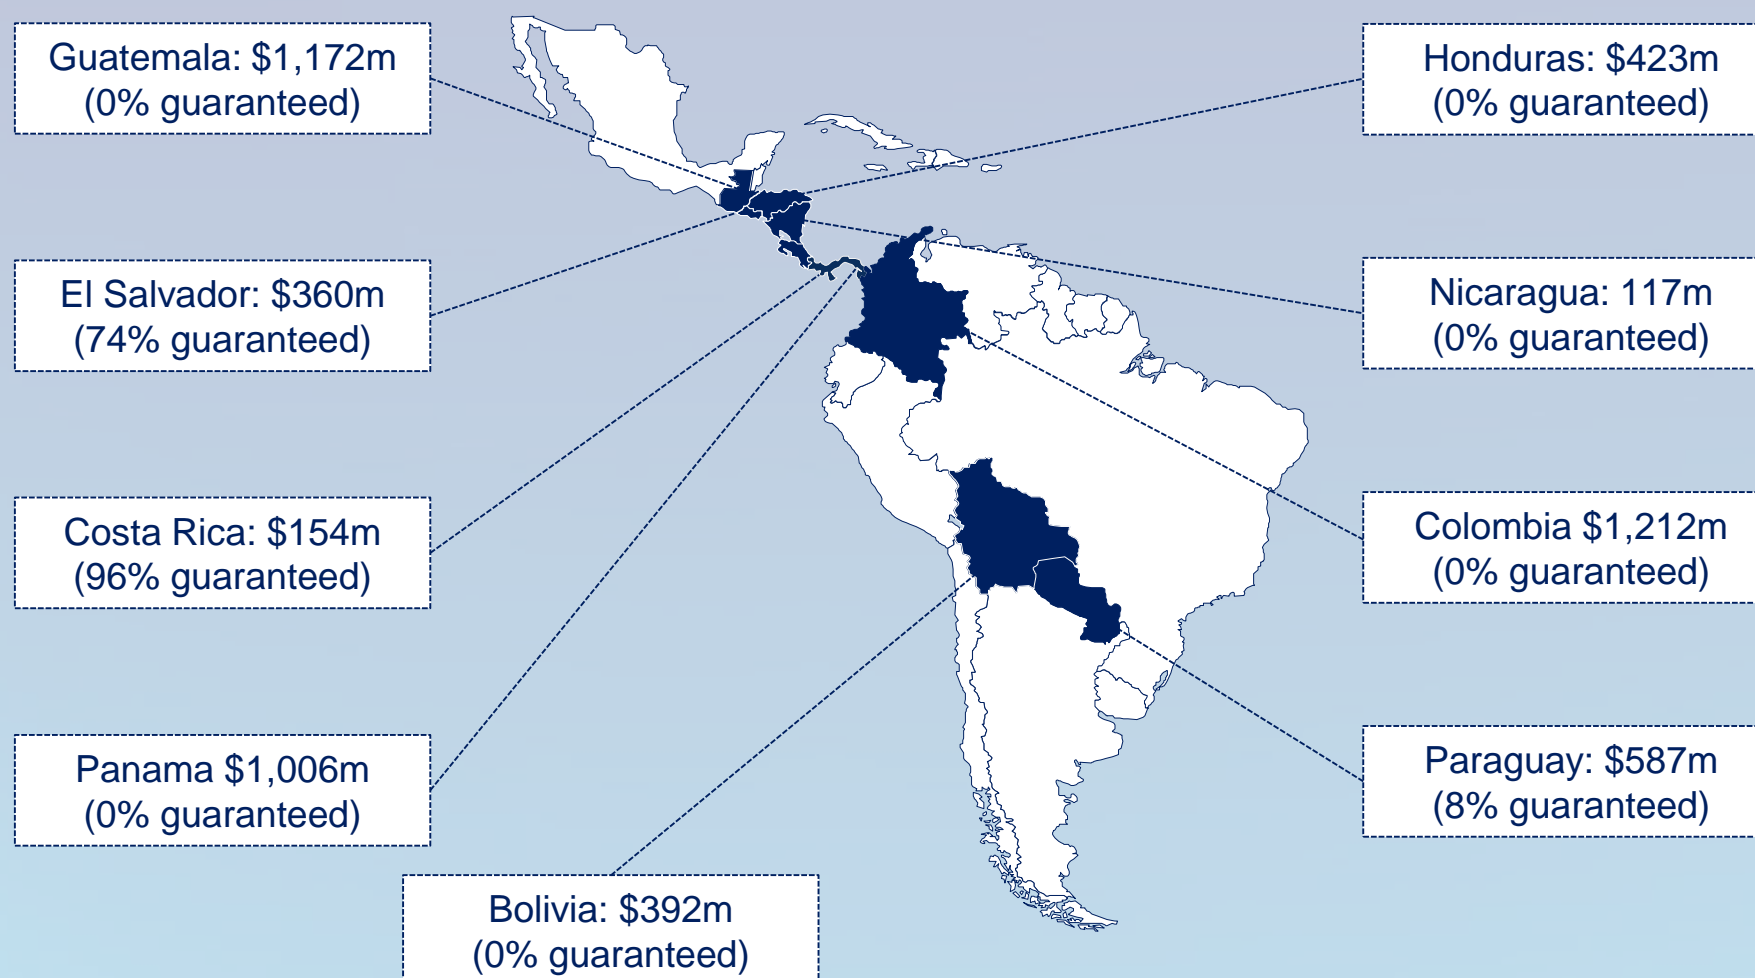 Guatemala: $1,172m
(0% guaranteed)
Honduras: $423m
(0% guaranteed)
El Salvador: $360m
(74% guaranteed)
Nicaragua: 117m
(0% guaranteed)
Costa Rica: $154m
(96% guaranteed)
Colombia $1,212m
(0% guaranteed)
Panama $1,006m
(0% guaranteed)
Paraguay: $587m
(8% guaranteed)
Bolivia: $392m
(0% guaranteed)